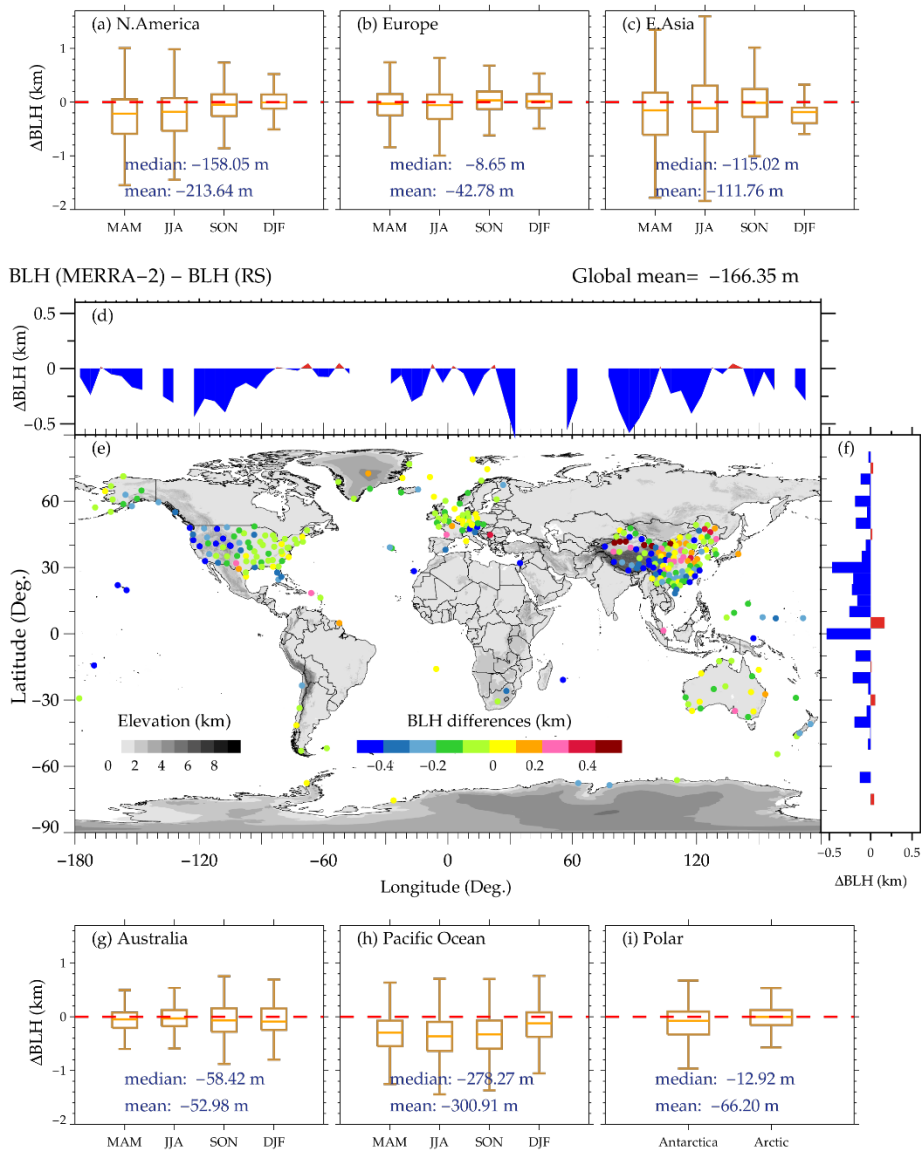 (a) N.America (b) Europe (c) E.Asia
ΔBLH (km)
1
0
−1
−2
median: −158.05 m
mean: −213.64 m
median: −8.65 m
mean: −42.78 m
median: −115.02 m
mean: −111.76 m
MAM JJA SON DJF MAM JJA SON DJF MAM JJA SON DJF
BLH (MERRA−2) − BLH (RS) Global mean= −166.35 m
(d)
ΔBLH (km)
0.5
0
−0.5
(e) (f)
Latitude (Deg.)
60
30
0
−30
−60
−90
Elevation (km)
0 2 4 6 8
BLH differences (km)
−0.4 −0.2 0 0.2 0.4
−180 −120 −60 0 60 120
Longitude (Deg.)
−0.5 0 0.5
ΔBLH (km)
(g) Australia (h) Pacific Ocean (i) Polar
ΔBLH (km)
1
0
−1
−2
median: −58.42 m
mean: −52.98 m
median: −278.27 m
mean: −300.91 m
median: −12.92 m
mean: −66.20 m
MAM JJA SON DJF MAM JJA SON DJF Antarctica Arctic